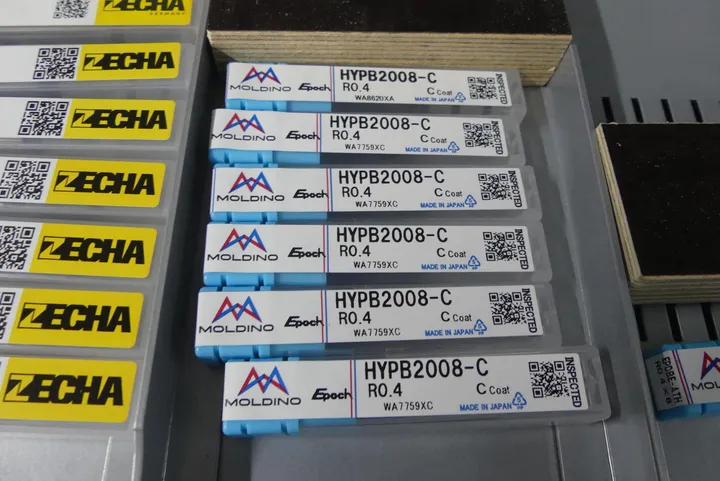 ZECHA
GERMANY
ZECHA
ZECHA
ZECHA
ZECHA
ZECHA
ZECHA
MOLDINO
Epoch
HYPB2008-C
R0.4
C Coat
WA8620XA
MADE IN JAPAN
INSPECTED
MOLDINO
Epoch
HYPB2008-C
R0.4
C Coat
WA7759XC
MADE IN JAPAN
INSPECTED
MOLDINO
Epoch
HYPB2008-C
R0.4
C Coat
WA7759XC
MADE IN JAPAN
INSPECTED
MOLDINO
Epoch
HYPB2008-C
R0.4
C Coat
WA7759XC
MADE IN JAPAN
INSPECTED
MOLDINO
Epoch
HYPB2008-C
R0.4
C Coat
WA7759XC
MADE IN JAPAN
INSPECTED
MOLDINO
Epoch
HYPB2008-C
R0.4
C Coat
WA7759XC
MADE IN JAPAN
INSPECTED
MOLDINO